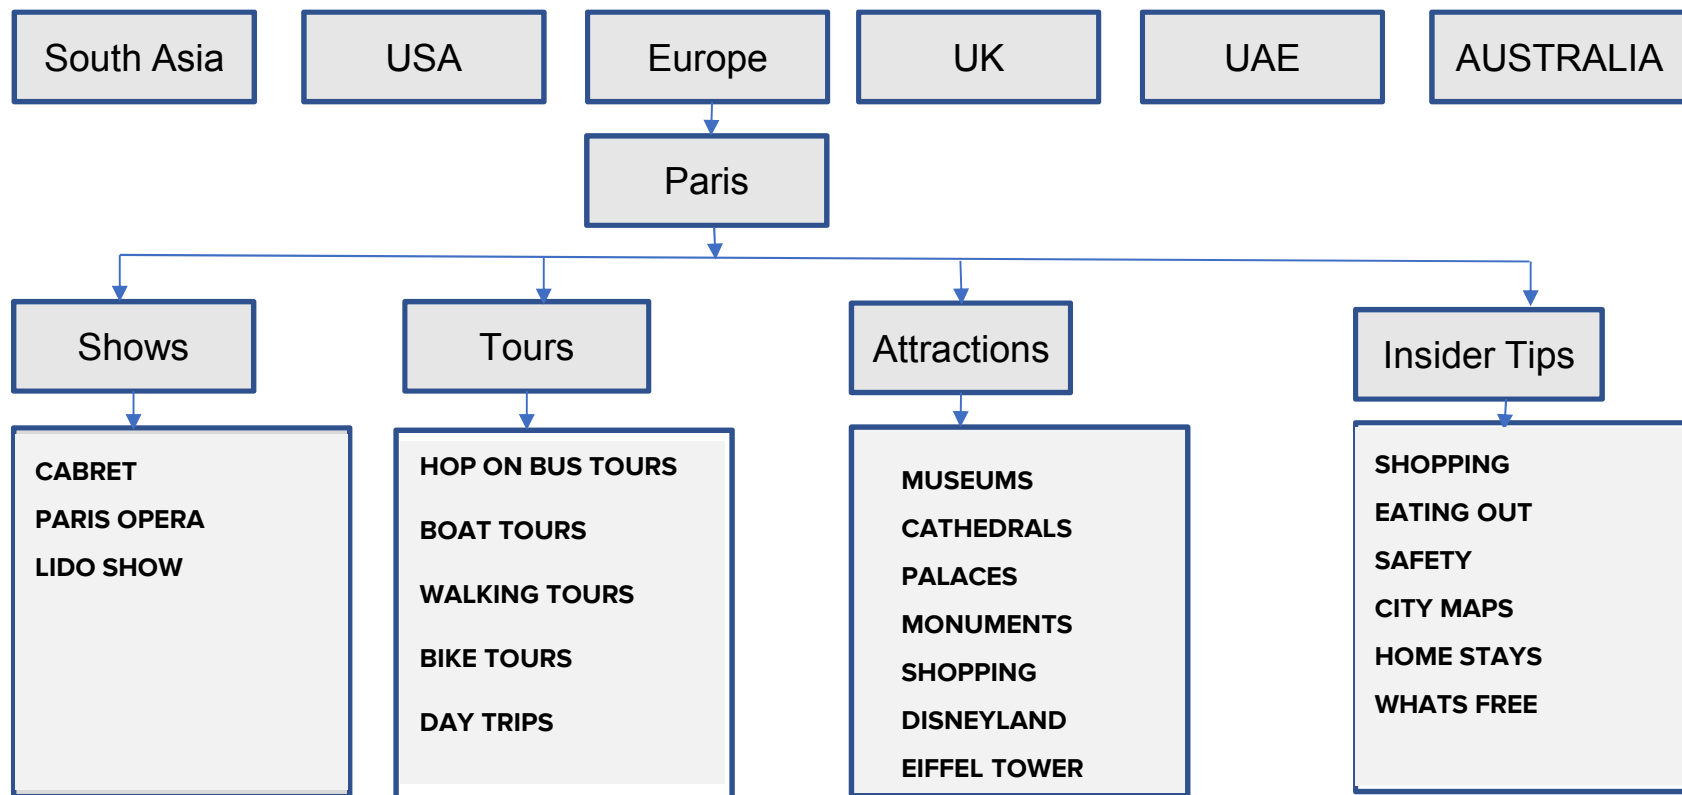 South Asia
USA
Europe
UK
UAE
AUSTRALIA
Paris
Shows
Tours
Attractions
Insider Tips
CABRET
PARIS OPERA
LIDO SHOW
HOP ON BUS TOURS
BOAT TOURS
WALKING TOURS
BIKE TOURS
DAY TRIPS
MUSEUMS
CATHEDRALS
PALACES
MONUMENTS
SHOPPING
DISNEYLAND
EIFFEL TOWER
SHOPPING
EATING OUT
SAFETY
CITY MAPS
HOME STAYS
WHATS FREE